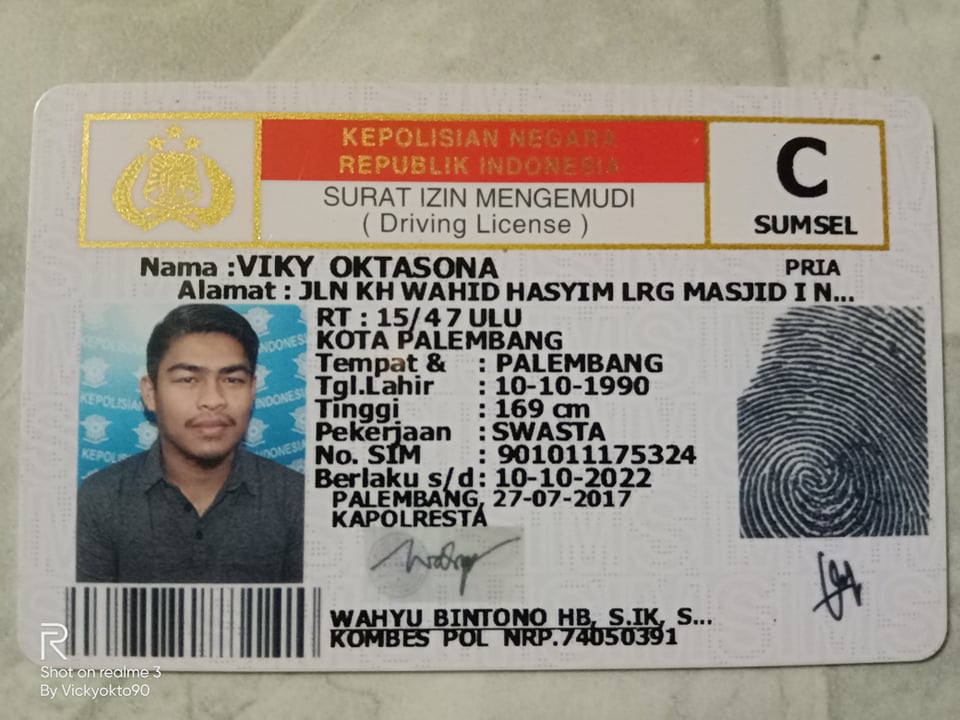 KEPOLISIAN NEGARA
REPUBLIK INDONESIA
SURAT IZIN MENGEMUDI
( Driving License )
C
SUMSEL
Nama :VIKY OKTASONA
PRIA
Alamat : JLN KH WAHID HASYIM LRG MASJID I N...
RT : 15/4 7 ULU
KOTA PALEMBANG
Tempat & : PALEMBANG
Tgl.Lahir : 10-10-1990
Tinggi : 169 cm
Pekerjaan : SWASTA
No. SIM : 901011175324
Berlaku s/d : 10-10-2022
PALEMBANG, 27-07-2017
KAPOLRESTA
WAHYU BINTONO HB, S.IK, S...
KOMBES POL NRP.74050391
R
Shot on realme 3
By Vickyokto90